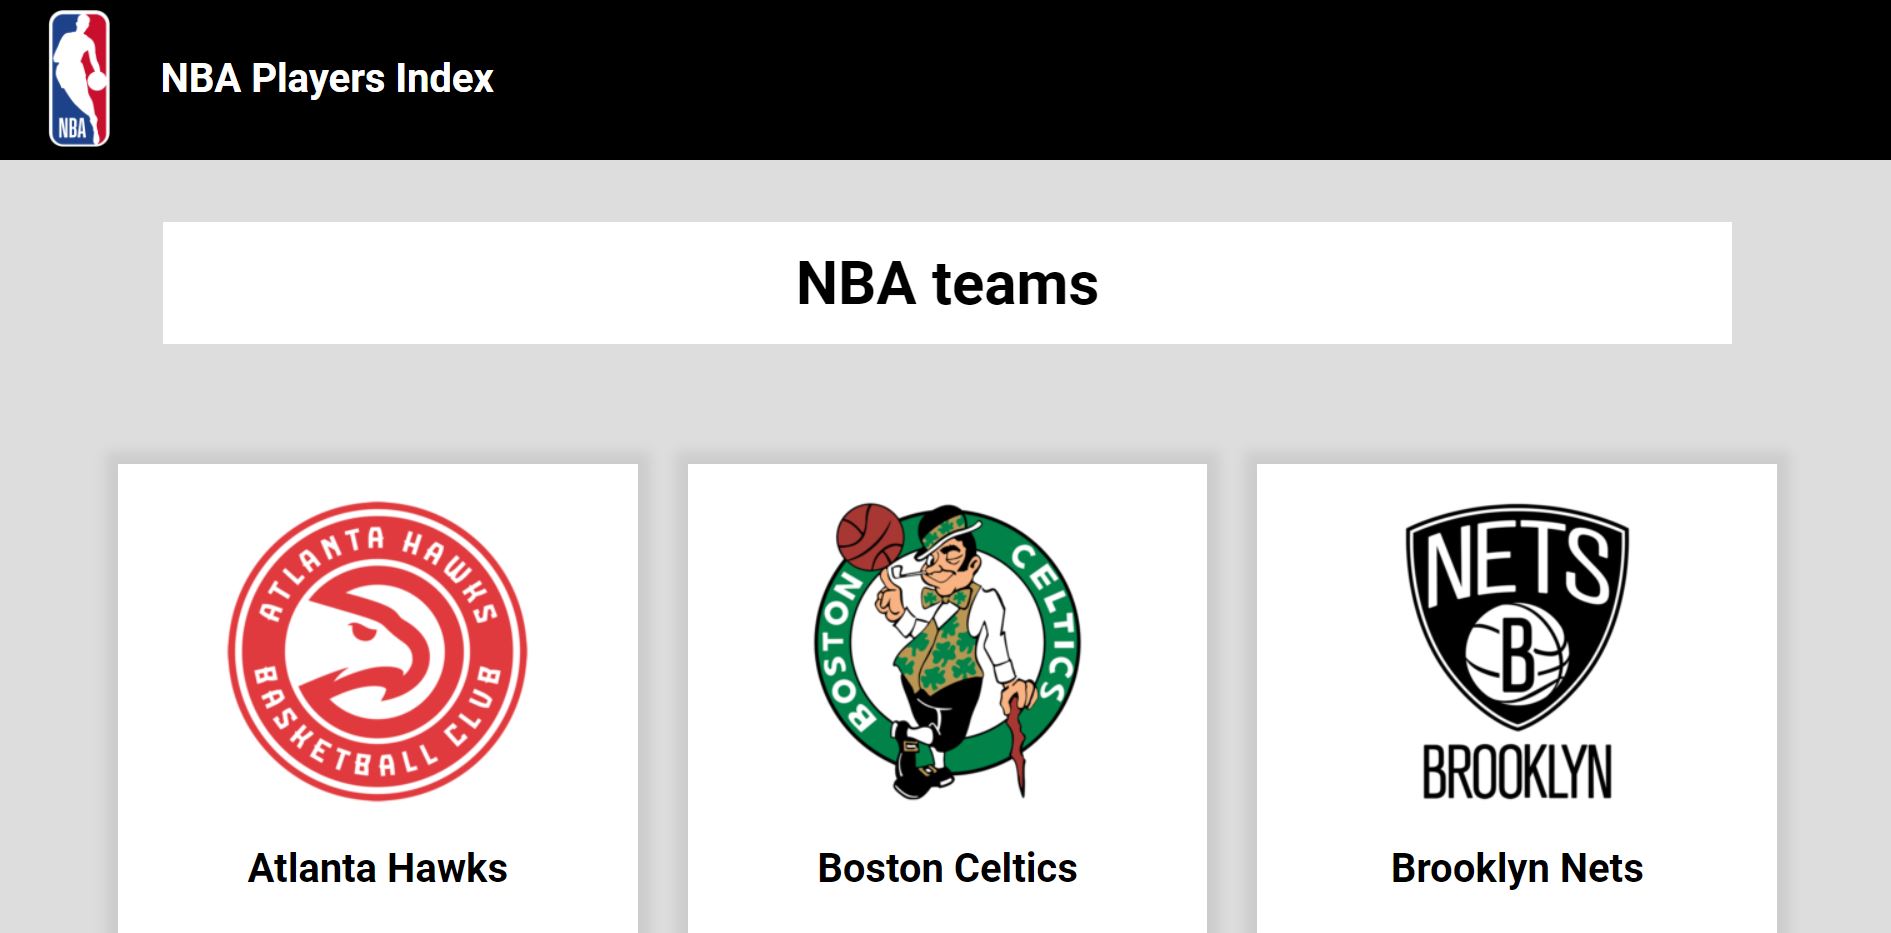 NBA
NBA Players Index
NBA teams
ATLANTA HAWKS
BASKETBALL CLUB
BOSTON
CELTICS
NETS
B
BROOKLYN
Atlanta Hawks
Boston Celtics
Brooklyn Nets